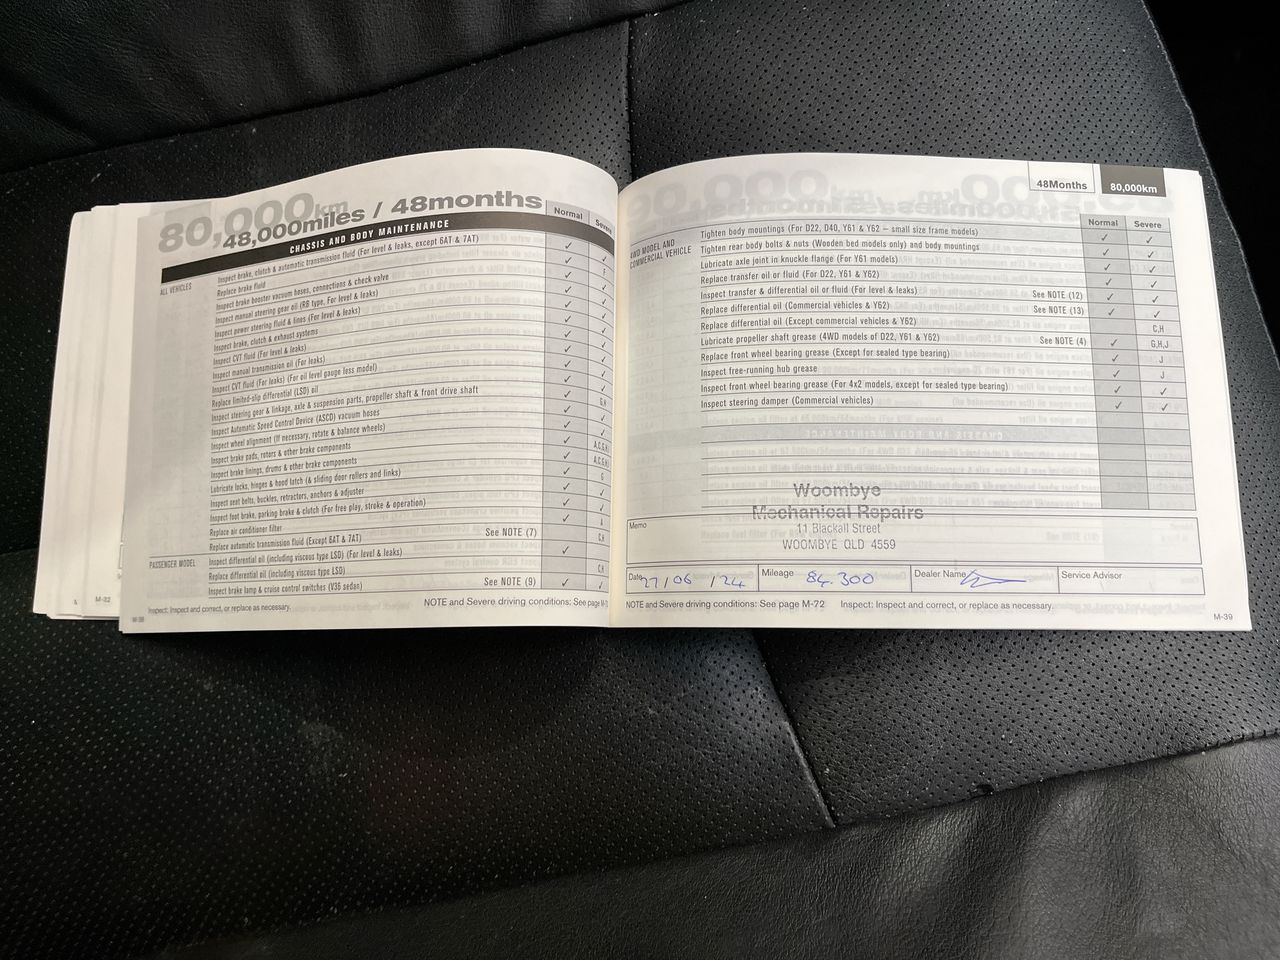 80,000km
48,000miles / 48months
Normal
Severe
CHASSIS AND BODY MAINTENANCE
ALL VEHICLES
Inspect brake, clutch & automatic transmission fluid (For level & leaks, except 6AT & 7AT)
Replace brake fluid
Inspect brake booster vacuum hoses, connections & check valve
Inspect manual steering gear oil (RB type, For level & leaks)
Inspect power steering fluid & lines (For level & leaks)
Inspect brake, clutch & exhaust systems
Inspect CVT fluid (For level & leaks)
Inspect manual transmission oil (For leaks)
Inspect CVT fluid (For leaks) (For oil level gauge less model)
Replace limited-slip differential (LSD) oil
Inspect steering gear & linkage, axle & suspension parts, propeller shaft & front drive shaft
Inspect Automatic Speed Control Device (ASCD) vacuum hoses
Inspect wheel alignment (If necessary, rotate & balance wheels)
Inspect brake pads, rotors & other brake components
Inspect brake linings, drums & other brake components
Lubricate locks, hinges & hood latch (& sliding door rollers and links)
Inspect seat belts, buckles, retractors, anchors & adjuster
Inspect foot brake, parking brake & clutch (For free play, stroke & operation)
Replace air conditioner filter
Replace automatic transmission fluid (Except 6AT & 7AT) See NOTE (7)
PASSENGER MODEL
Inspect differential oil (including viscous type LSD) (For level & leaks)
Replace differential oil (including viscous type LSD)
Inspect brake lamp & cruise control switches (V36 sedan) See NOTE (9) ✓ ✓
Inspect: Inspect and correct, or replace as necessary.
NOTE and Severe driving conditions: See page M-72
M-38
M-32
48Months
80,000km
Normal
Severe
4WD MODEL AND
COMMERCIAL VEHICLE
Tighten body mountings (For D22, D40, Y61 & Y62 – small size frame models) ✓ ✓
Tighten rear body bolts & nuts (Wooden bed models only) and body mountings ✓ ✓
Lubricate axle joint in knuckle flange (For Y61 models) ✓ ✓
Replace transfer oil or fluid (For D22, Y61 & Y62)
Inspect transfer & differential oil or fluid (For level & leaks) See NOTE (12)
Replace differential oil (Commercial vehicles & Y62) See NOTE (13)
Replace differential oil (Except commercial vehicles & Y62) C,H
Lubricate propeller shaft grease (4WD models of D22, Y61 & Y62) See NOTE (4) ✓ G,H,J
Replace front wheel bearing grease (Except for sealed type bearing) J
Inspect free-running hub grease ✓ J
Inspect front wheel bearing grease (For 4x2 models, except for sealed type bearing) ✓ ✓
Inspect steering damper (Commercial vehicles) ✓ ✓
Woombye
Mechanical Repairs
11 Blackall Street
WOOMBYE QLD 4559
Memo
Date 27/06/24 Mileage 84.300 Dealer Name Service Advisor
NOTE and Severe driving conditions: See page M-72 Inspect: Inspect and correct, or replace as necessary.
M-39